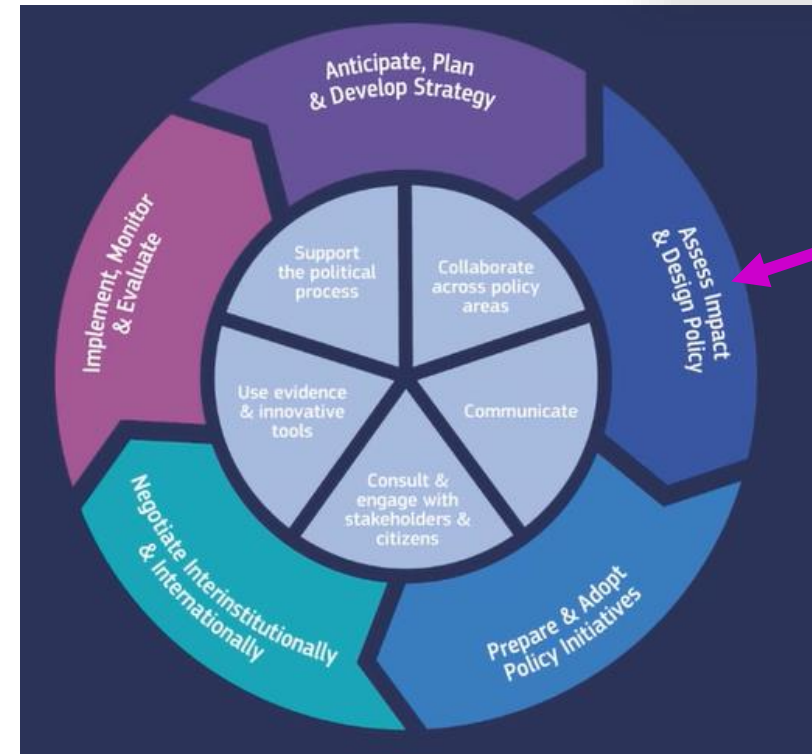 Anticipate, Plan
& Develop Strategy
Assess Impact
& Design Policy
Prepare & Adopt
Policy Initiatives
Negotiate Interinstitutionally
& Internationally
Implement, Monitor
& Evaluate
Support
the political
process
Collaborate
across policy
areas
Communicate
Consult &
engage with
stakeholders &
citizens
Use evidence
& innovative
tools